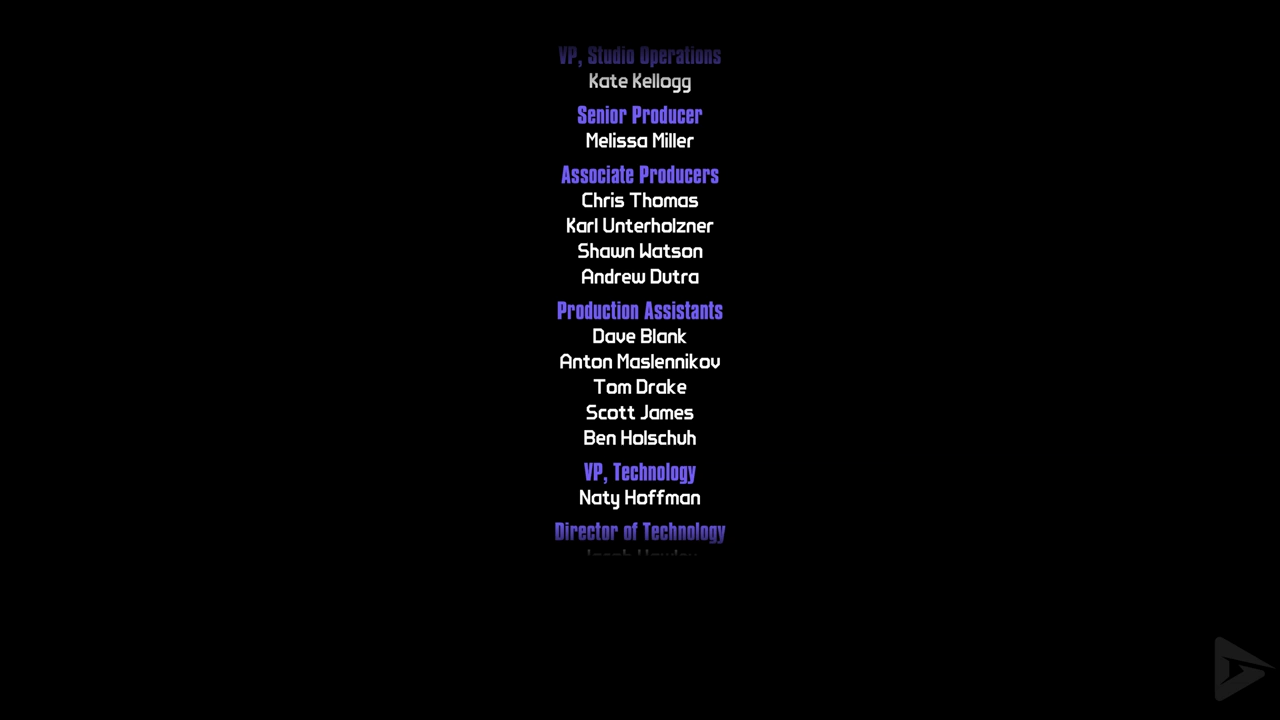 VP, Studio Operations
Kate Kellogg
Senior Producer
Melissa Miller
Associate Producers
Chris Thomas
Karl Unterholzner
Shawn Watson
Andrew Dutra
Production Assistants
Dave Blank
Anton Maslennikov
Tom Drake
Scott James
Ben Holschuh
VP, Technology
Naty Hoffman
Director of Technology